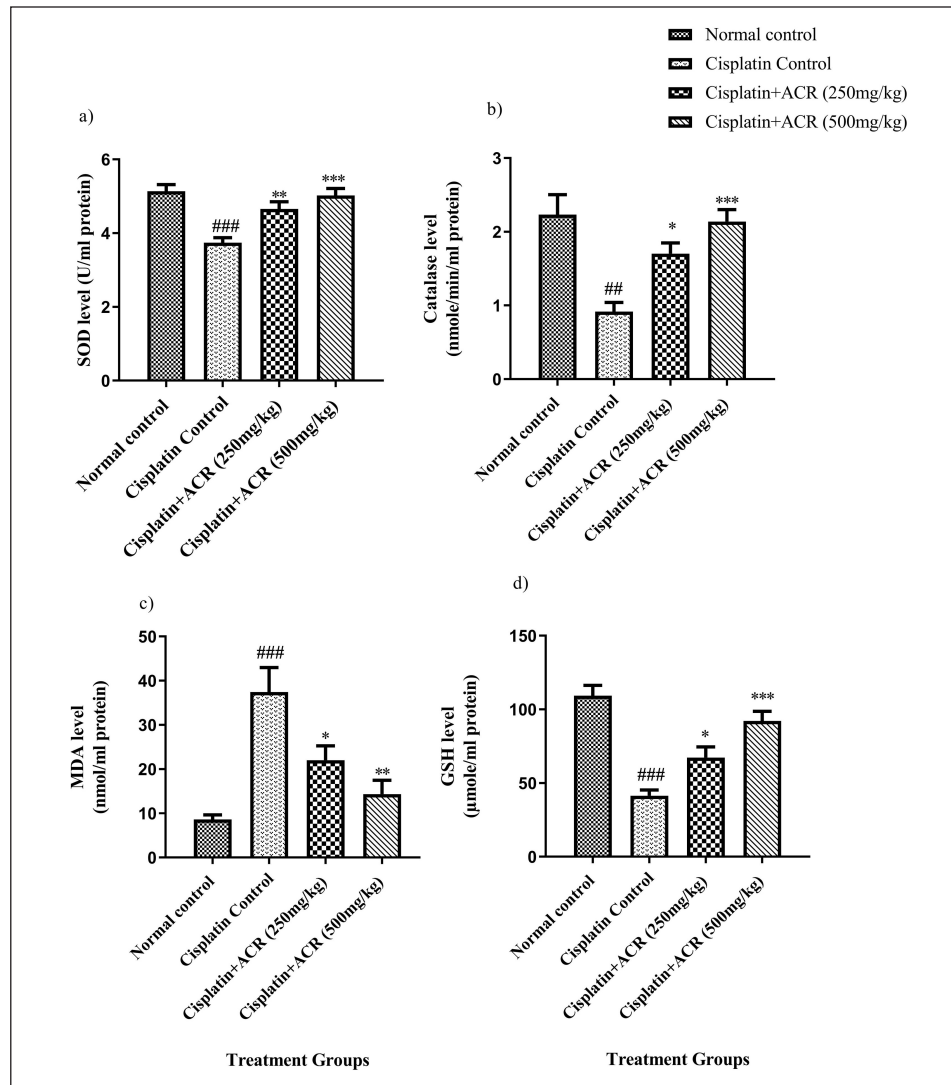 Normal control
Cisplatin Control
Cisplatin+ACR (250mg/kg)
Cisplatin+ACR (500mg/kg)
a)
SOD level (U/ml protein)
6
4
2
0
###
**
***
Normal control
Cisplatin Control
Cisplatin+ACR (250mg/kg)
Cisplatin+ACR (500mg/kg)
b)
Catalase level
(nmole/min/ml protein)
3
2
1
0
##
*
***
Normal control
Cisplatin Control
Cisplatin+ACR (250mg/kg)
Cisplatin+ACR (500mg/kg)
c)
MDA level
(nmol/ml protein)
50
40
30
20
10
0
###
*
**
Normal control
Cisplatin Control
Cisplatin+ACR (250mg/kg)
Cisplatin+ACR (500mg/kg)
Treatment Groups
d)
GSH level
(µmole/ml protein)
150
100
50
0
###
*
***
Normal control
Cisplatin Control
Cisplatin+ACR (250mg/kg)
Cisplatin+ACR (500mg/kg)
Treatment Groups